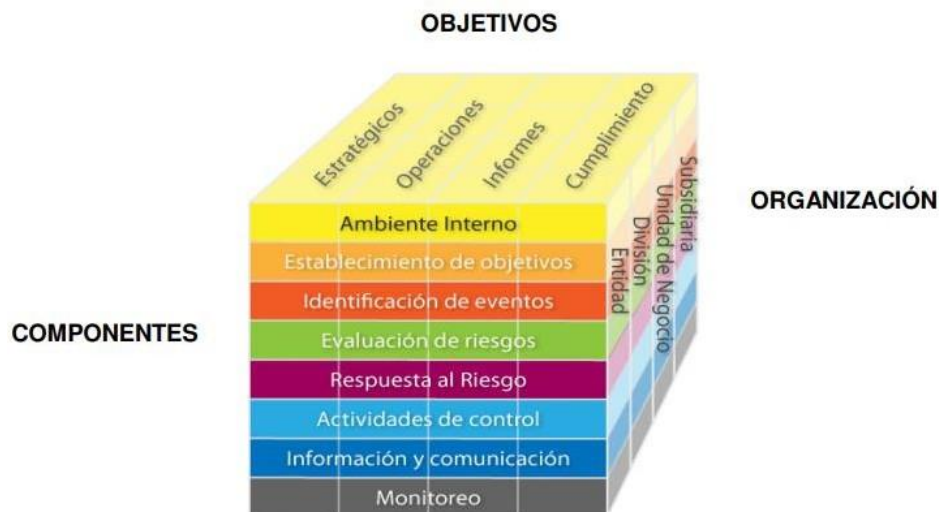 OBJETIVOS
Estratégicos
Operaciones
Informes
Cumplimiento
ORGANIZACIÓN
Entidad
División
Unidad de Negocio
Subsidiaria
COMPONENTES
Ambiente Interno
Establecimiento de objetivos
Identificación de eventos
Evaluación de riesgos
Respuesta al Riesgo
Actividades de control
Información y comunicación
Monitoreo